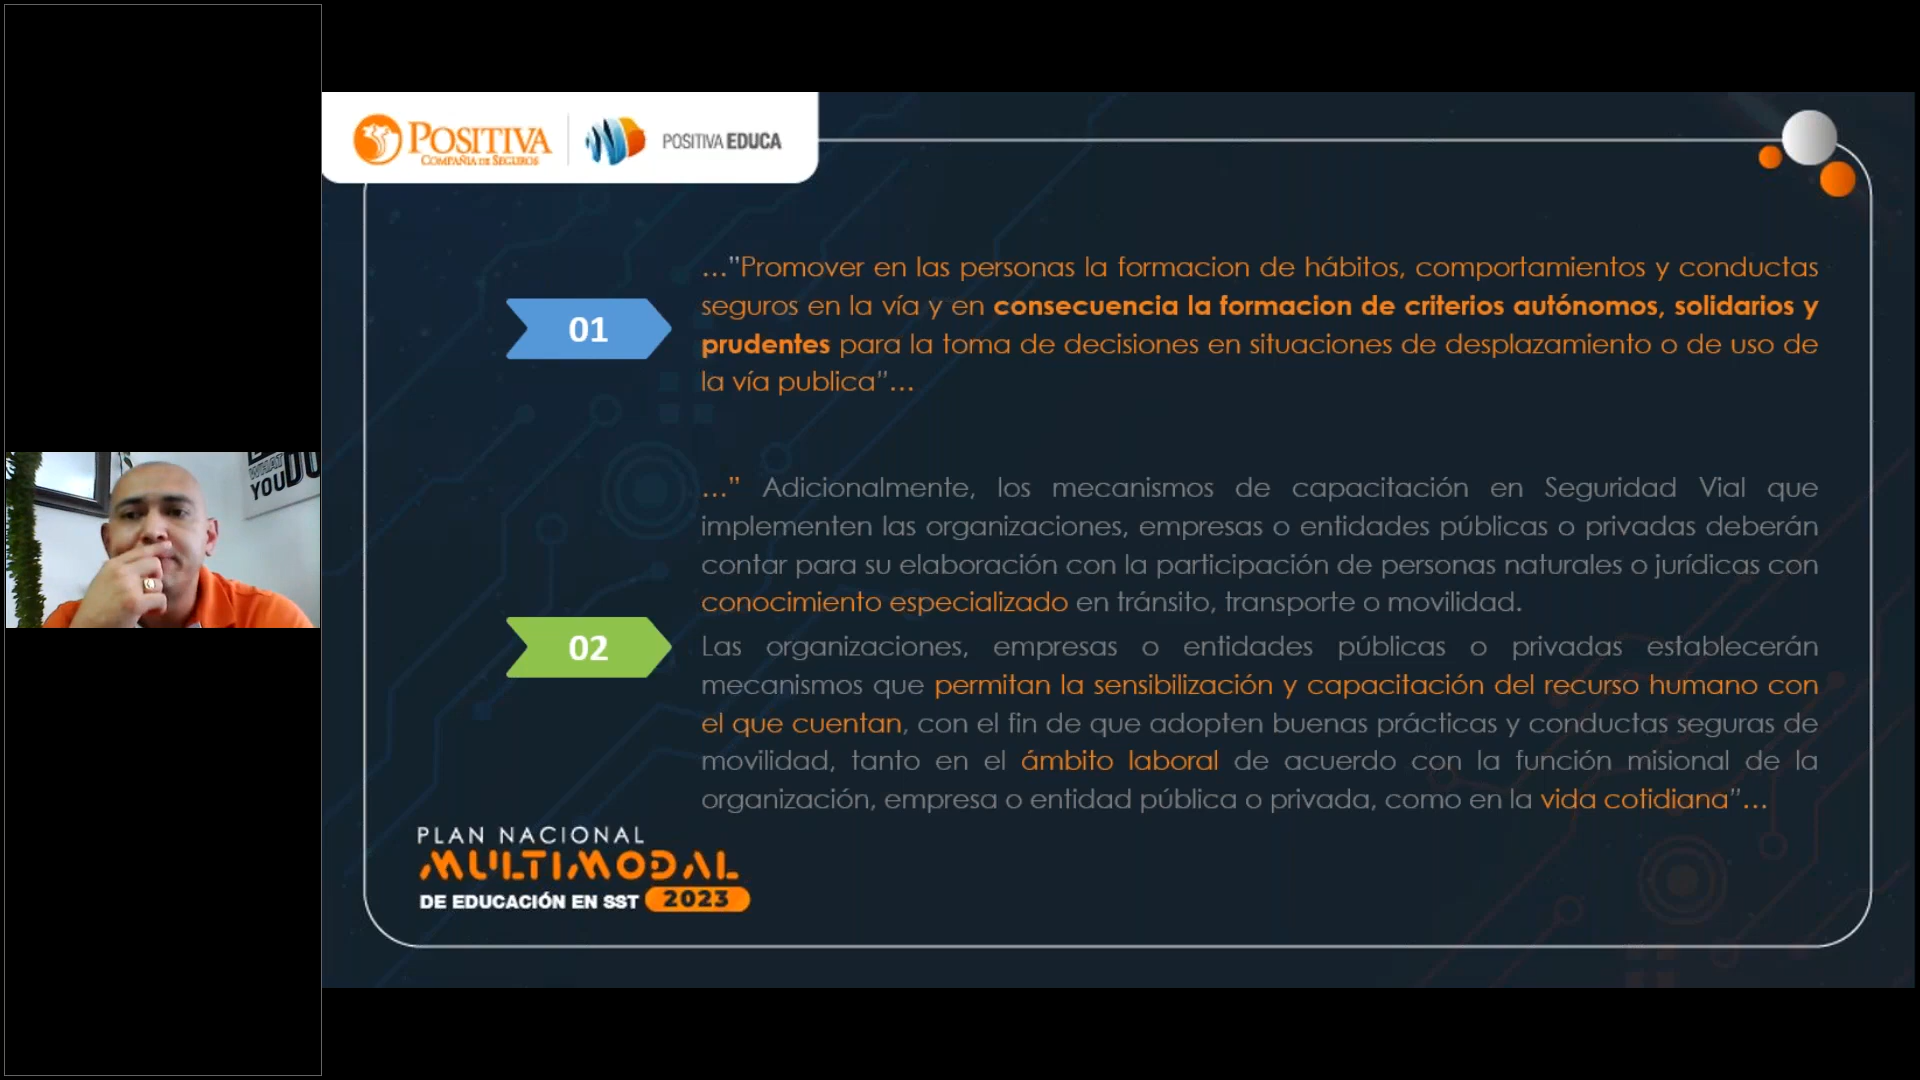 POSITIVA
COMPAÑÍA DE SEGUROS
POSITIVA EDUCA
…”Promover en las personas la formacion de hábitos, comportamientos y conductas
seguros en la vía y en consecuencia la formacion de criterios autónomos, solidarios y
prudentes para la toma de decisiones en situaciones de desplazamiento o de uso de
la vía publica”…
01
…” Adicionalmente, los mecanismos de capacitación en Seguridad Vial que
implementen las organizaciones, empresas o entidades públicas o privadas deberán
contar para su elaboración con la participación de personas naturales o jurídicas con
conocimiento especializado en tránsito, transporte o movilidad.
02
Las organizaciones, empresas o entidades públicas o privadas establecerán
mecanismos que permitan la sensibilización y capacitación del recurso humano con
el que cuentan, con el fin de que adopten buenas prácticas y conductas seguras de
movilidad, tanto en el ámbito laboral de acuerdo con la función misional de la
organización, empresa o entidad pública o privada, como en la vida cotidiana”…
PLAN NACIONAL
MULTIMODAL
DE EDUCACIÓN EN SST 2023
WHAT
YOU DO